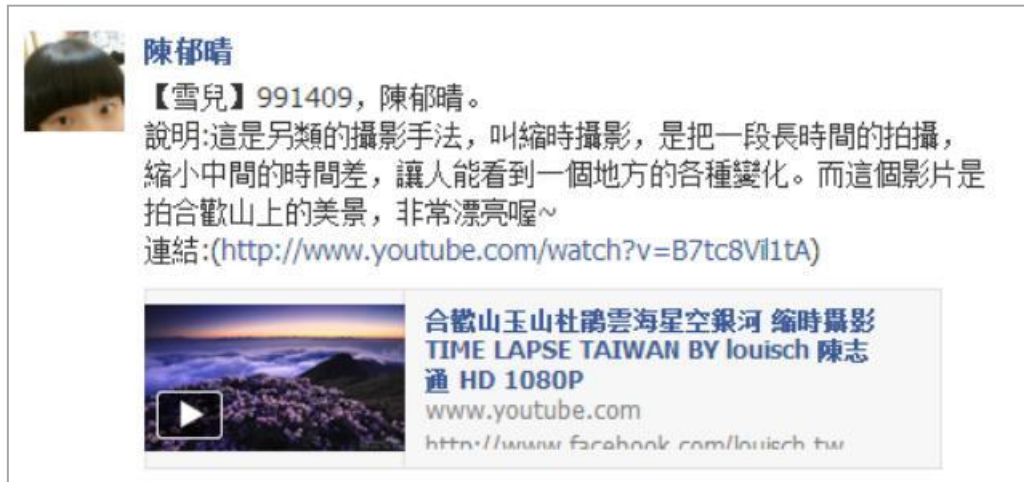 陳郁晴
【雪兒】991409，陳郁晴。
說明:這是另類的攝影手法，叫縮時攝影，是把一段長時間的拍攝，
縮小中間的時間差，讓人能看到一個地方的各種變化。而這個影片是
拍合歡山上的美景，非常漂亮喔~
連結:(http://www.youtube.com/watch?v=B7tc8Vil1tA)
合歡山玉山杜鵑雲海星空銀河 縮時攝影
TIME LAPSE TAIWAN BY louisch 陳志
通 HD 1080P
www.youtube.com
http://www.facebook.com/louisch.tw